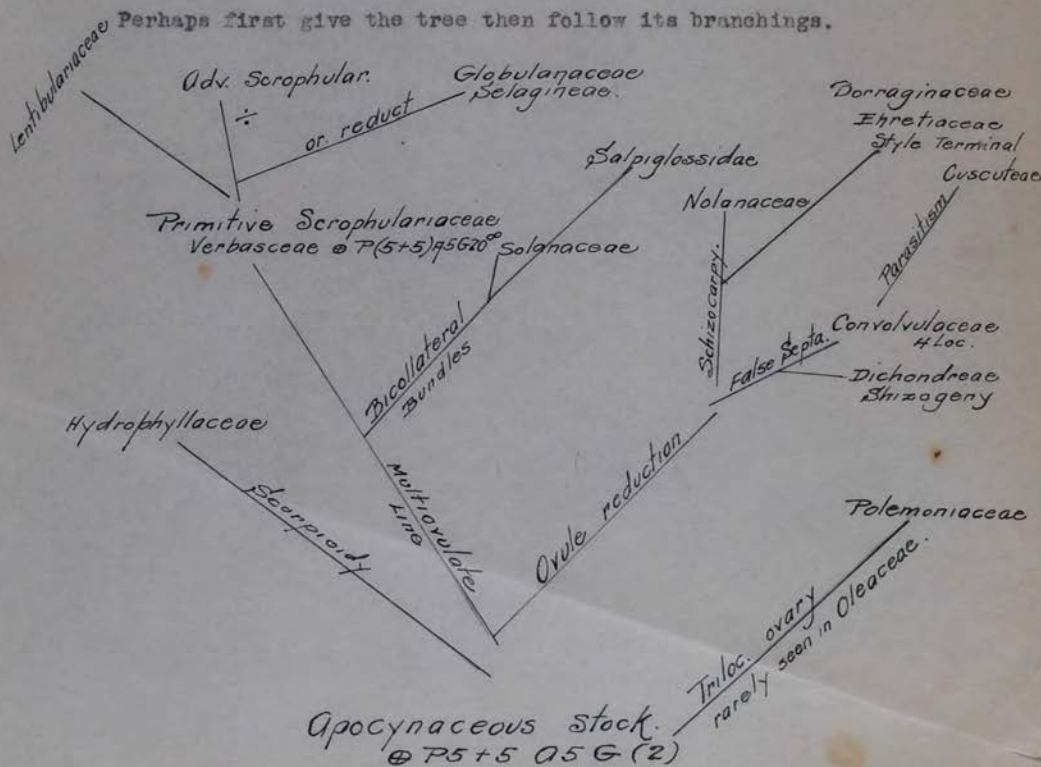 Perhaps first give the tree then follow its branchings.
Lentibulariaceae
Adv. Scrophular.
÷
or. reduct
Globulanaceae
Selagineae.
Borraginaceae
Ehretiaceae
Style Terminal
Cuscuteae
Parasitism
Salpiglossidae
Nolanaceae
Primitive Scrophulariaceae
Verbasceae ⊕ P(5+5)A5G20^∞
Solanaceae
Bicollateral
Bundles
Schizocarpy.
False Septa.
Convolvulaceae
4 Loc.
Dichondreae
Shizogeny
Hydrophyllaceae
Scorpioidy
Multiovulate
Line
Ovule reduction
Polemoniaceae
Triloc. ovary
rarely seen in Oleaceae.
Apocynaceous Stock.
⊕ P5+5 A5 G (2)